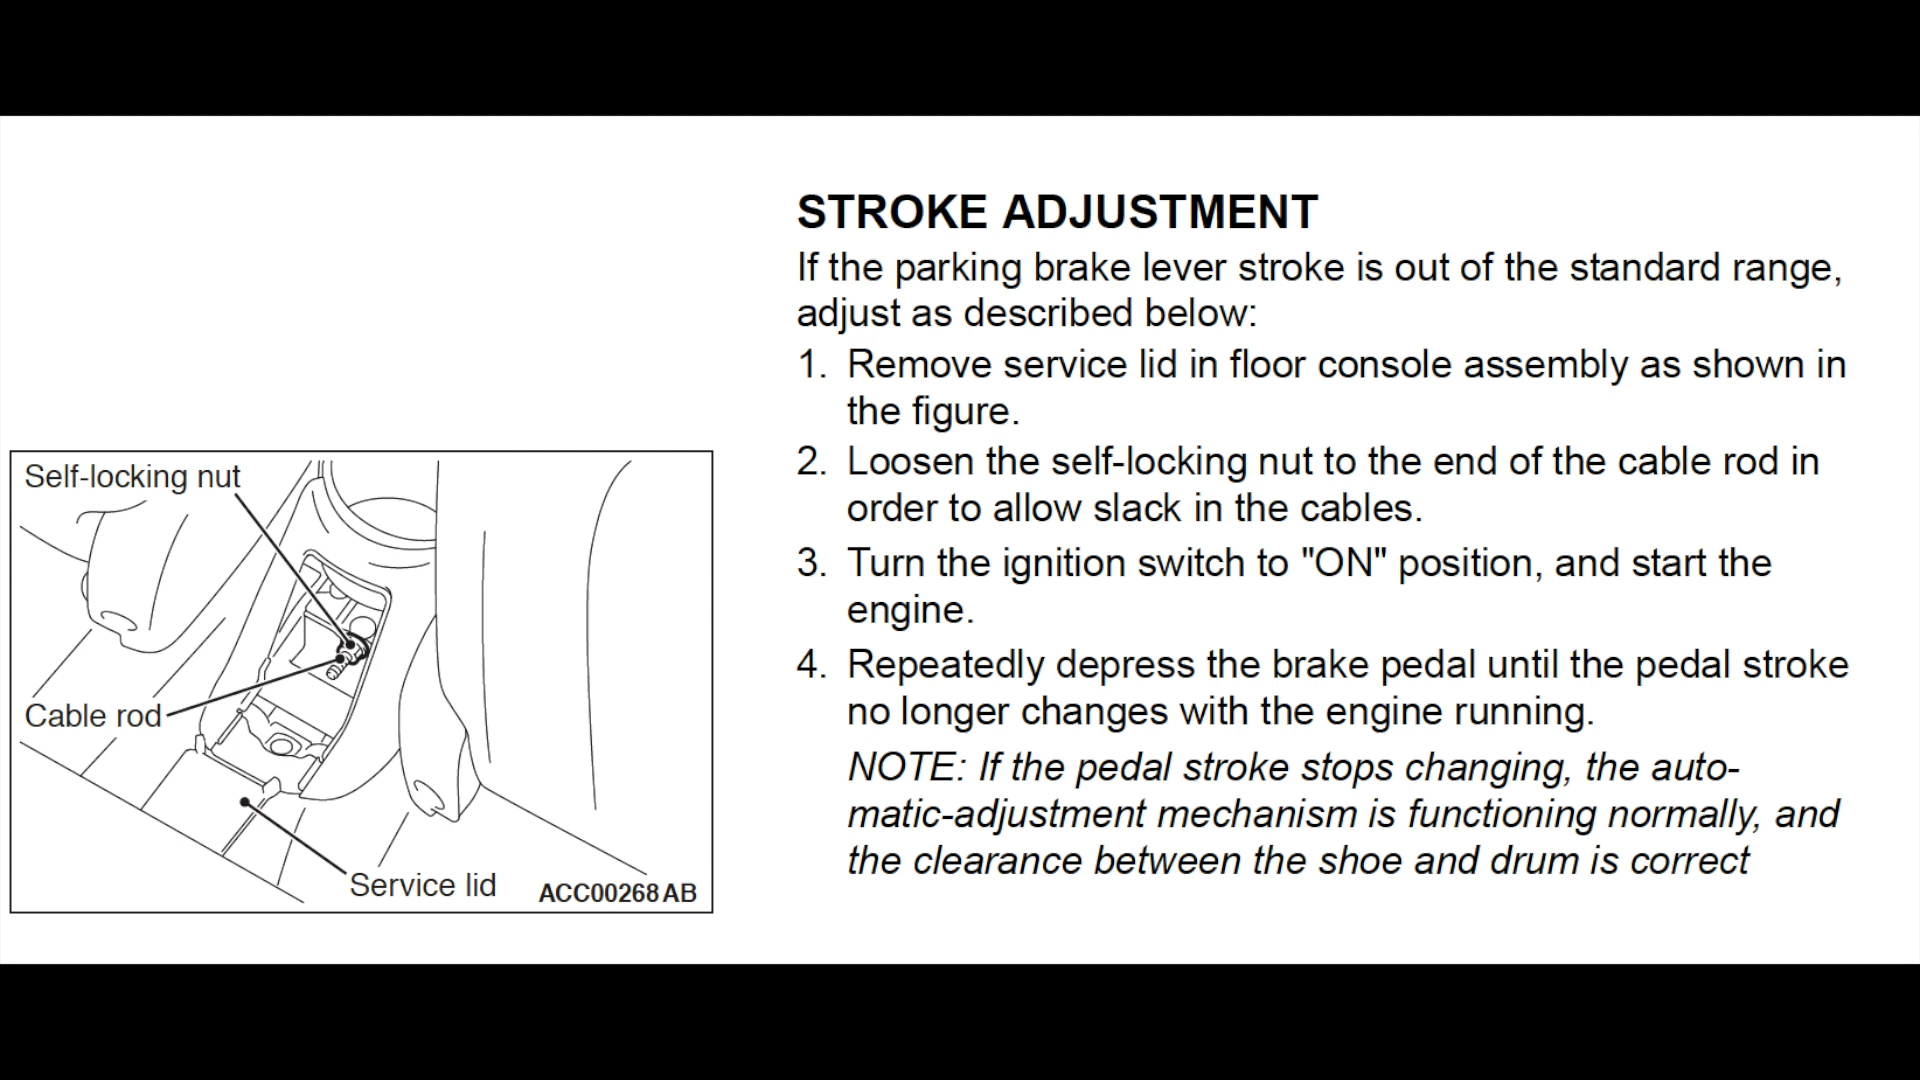 STROKE ADJUSTMENT
If the parking brake lever stroke is out of the standard range,
adjust as described below:
1. Remove service lid in floor console assembly as shown in
the figure.
2. Loosen the self-locking nut to the end of the cable rod in
order to allow slack in the cables.
3. Turn the ignition switch to "ON" position, and start the
engine.
4. Repeatedly depress the brake pedal until the pedal stroke
no longer changes with the engine running.
NOTE: If the pedal stroke stops changing, the auto-
matic-adjustment mechanism is functioning normally, and
the clearance between the shoe and drum is correct
Self-locking nut
Cable rod
Service lid
ACC00268 AB